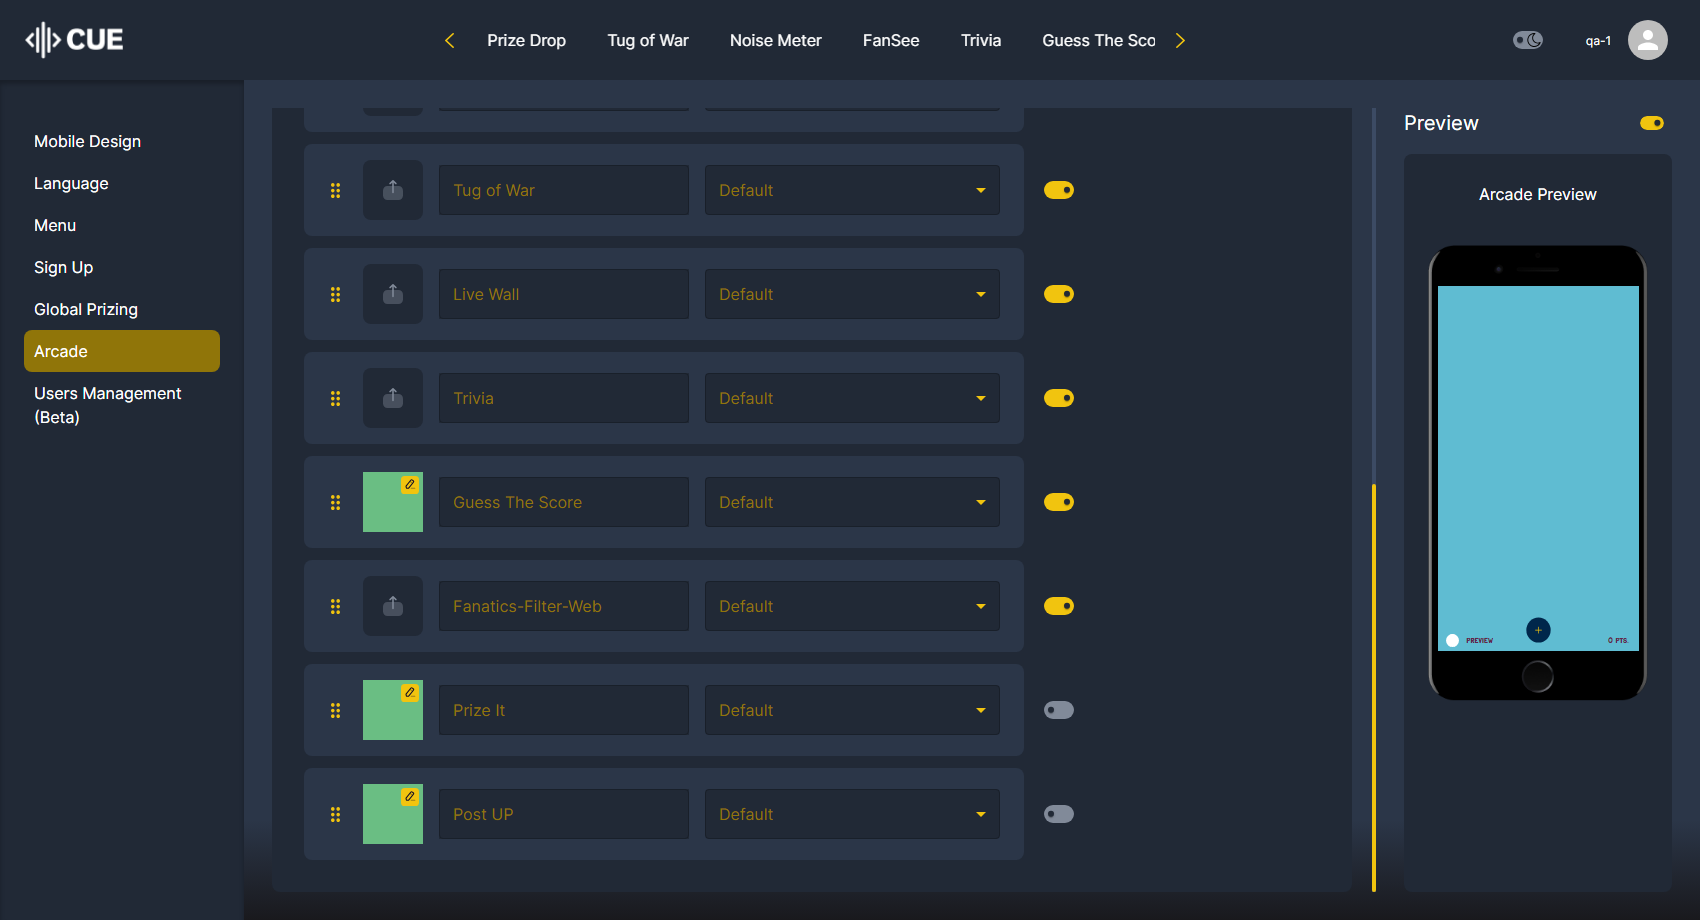 CUE
Prize Drop
Tug of War
Noise Meter
FanSee
Trivia
Guess The Sco
qa-1
Mobile Design
Language
Menu
Sign Up
Global Prizing
Arcade
Users Management
(Beta)
Tug of War
Default
Live Wall
Default
Trivia
Default
Guess The Score
Default
Fanatics-Filter-Web
Default
Prize It
Default
Post UP
Default
Preview
Arcade Preview
+
PREVIEW
0 PTS.